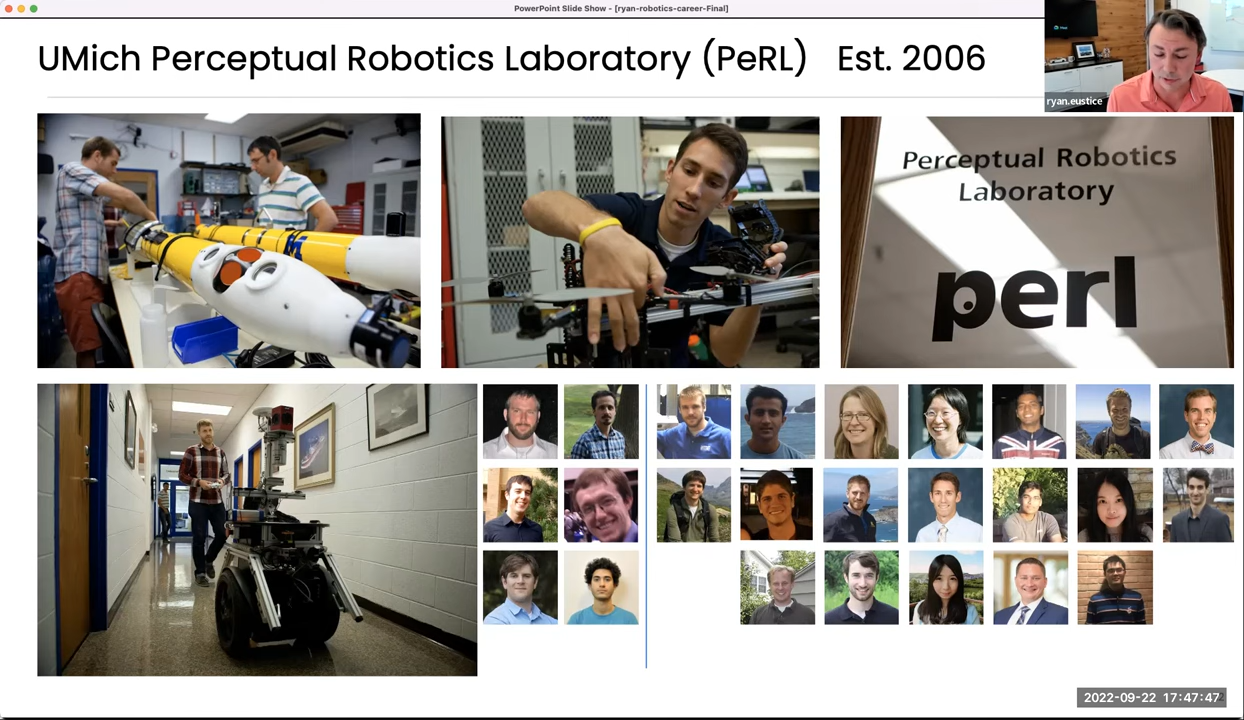 PowerPoint Slide Show - [ryan-robotics-career-Final]
UMich Perceptual Robotics Laboratory (PeRL) Est. 2006
ryan.eustice
Perceptual Robotics
Laboratory
perl
M
2022-09-22 17:47:47